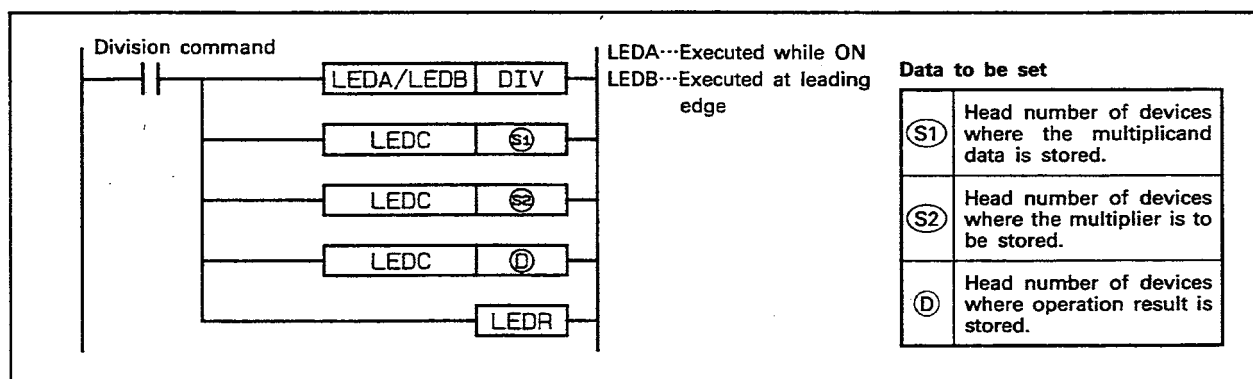 Division command
LEDA/LEDB DIV
LEDC S1
LEDC S2
LEDC D
LEDR
LEDA···Executed while ON
LEDB···Executed at leading
edge
Data to be set
S1 Head number of devices
where the multiplicand
data is stored.
S2 Head number of devices
where the multiplier is to
be stored.
D Head number of devices
where operation result is
stored.